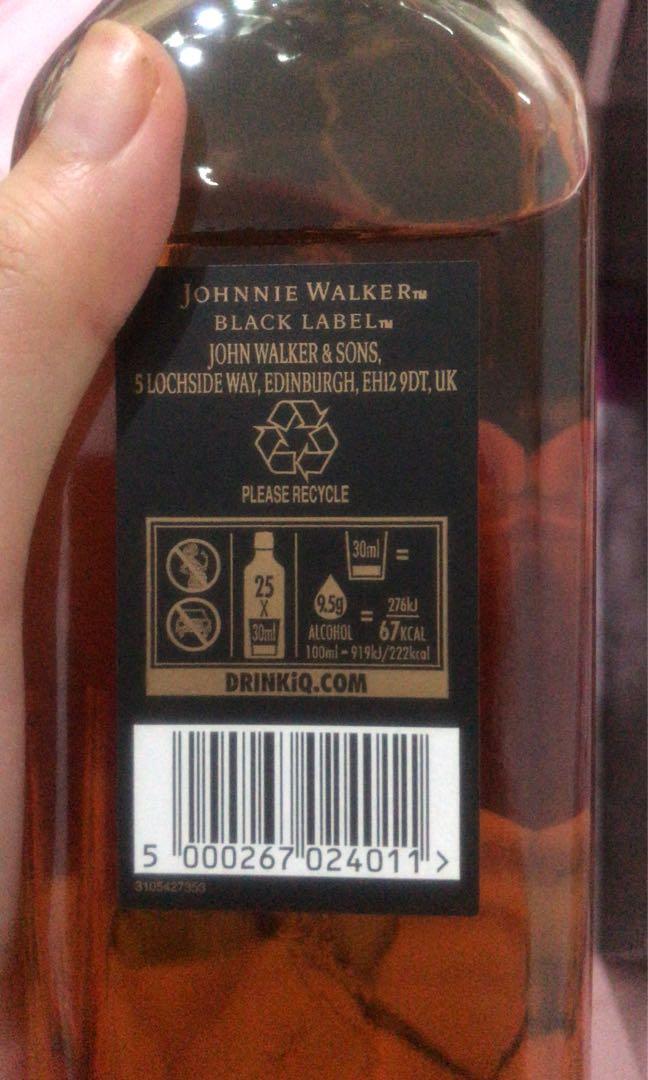 JOHNNIE WALKER™
BLACK LABEL™
JOHN WALKER & SONS,
5 LOCHSIDE WAY, EDINBURGH, EH12 9DT, UK
PLEASE RECYCLE
25
X
30ml
30ml =
9.5g
ALCOHOL
=
276kJ
67KCAL
100ml = 919kJ/222kcal
DRINKiQ.COM
5 000267 024011 >
3105427353